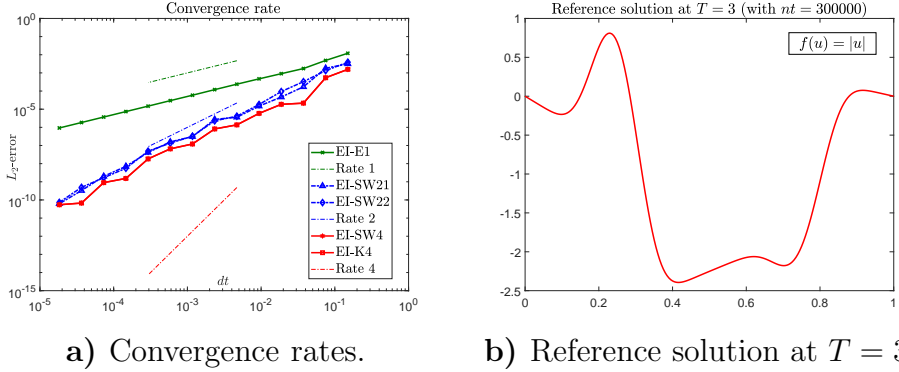 Convergence rate
10^0
10^-5
10^-10
10^-15
L_2-error
EI-E1
Rate 1
EI-SW21
EI-SW22
Rate 2
EI-SW4
EI-K4
Rate 4
dt
10^-5
10^-4
10^-3
10^-2
10^-1
10^0
a) Convergence rates.
Reference solution at T = 3 (with nt = 300000)
f(u) = |u|
1
0.5
0
-0.5
-1
-1.5
-2
-2.5
0
0.2
0.4
0.6
0.8
1
b) Reference solution at T = 3